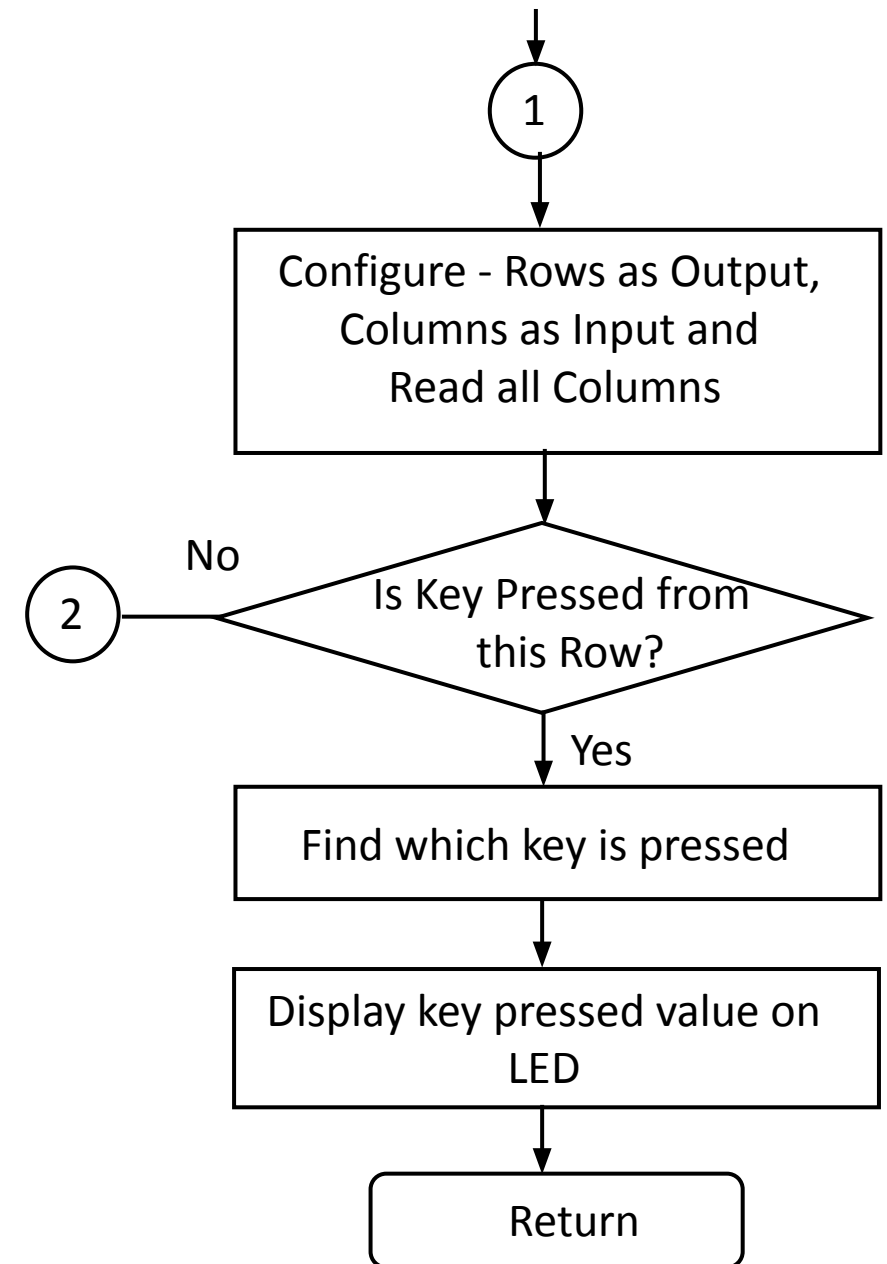 1
Configure - Rows as Output,
Columns as Input and
Read all Columns
No
2
Is Key Pressed from
this Row?
Yes
Find which key is pressed
Display key pressed value on
LED
Return